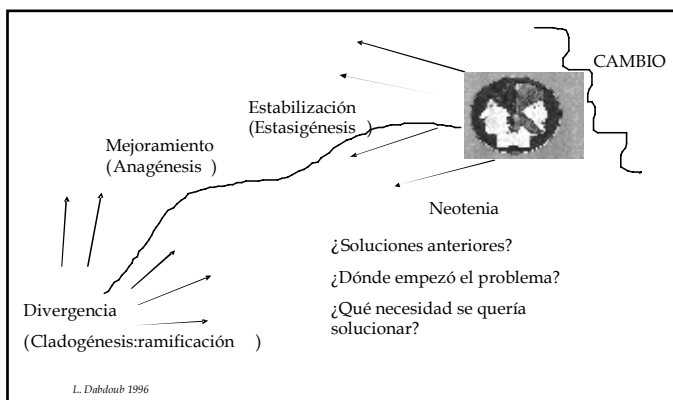 CAMBIO
Estabilización
(Estasigénesis )
Mejoramiento
(Anagénesis )
Neotenia
¿Soluciones anteriores?
¿Dónde empezó el problema?
¿Qué necesidad se quería
solucionar?
Divergencia
(Cladogénesis:ramificación )
L. Dabdoub 1996